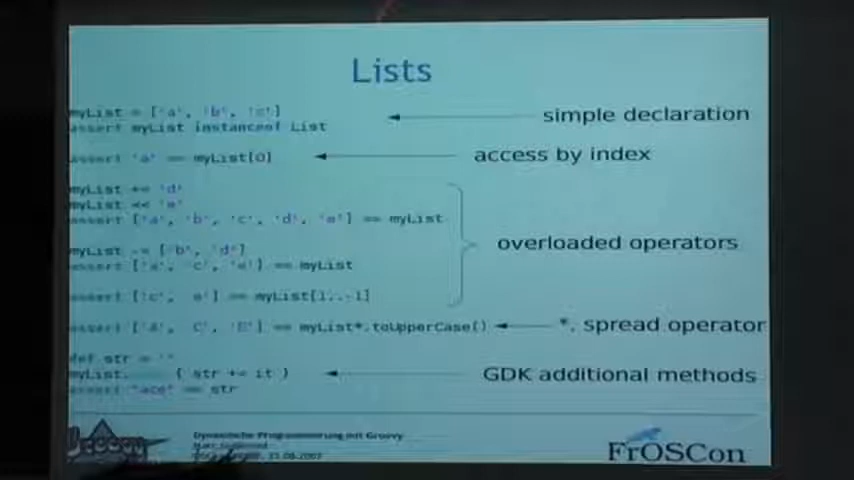 Lists
myList = ['a', 'b', 'c']
assert myList instanceof List
simple declaration
assert 'a' == myList[0]
access by index
myList += 'd'
myList << 'e'
assert ['a', 'b', 'c', 'd', 'e'] == myList
myList -= ['b', 'd']
assert ['a', 'c', 'e'] == myList
overloaded operators
assert ['c', 'e'] == myList[1..-1]
assert ['A', 'C', 'E'] == myList*.toUpperCase()
*. spread operator
def str = ''
myList. { str += it }
GDK additional methods
assert "ace" == str
Groovy
Dynamische Programmierung mit Groovy
FrOSCon